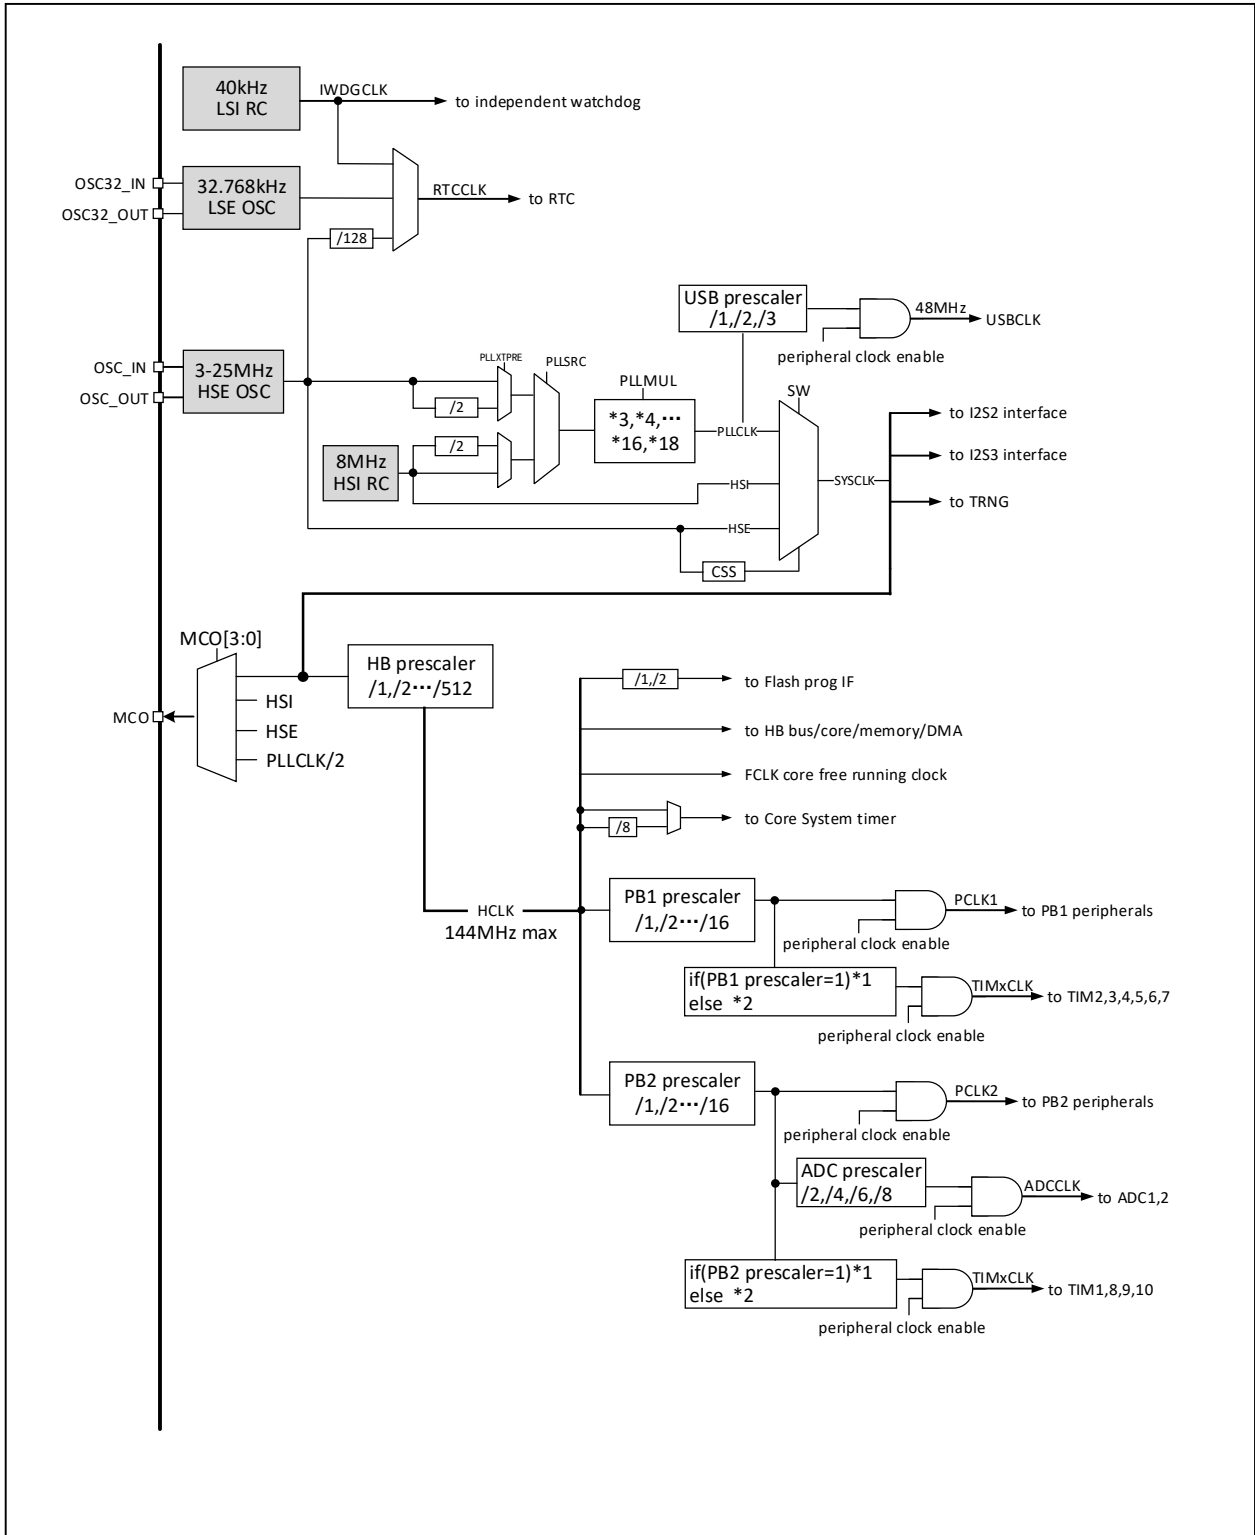 40kHz
LSI RC
IWDGCLK
to independent watchdog
OSC32_IN
OSC32_OUT
32.768kHz
LSE OSC
RTCCLK
to RTC
/128
USB prescaler
/1,/2,/3
48MHz
USBCLK
peripheral clock enable
OSC_IN
OSC_OUT
3-25MHz
HSE OSC
PLLXTPRE
PLLSRC
/2
PLLMUL
*3,*4,···
*16,*18
PLLCLK
SW
/2
8MHz
HSI RC
HSI
HSE
CSS
SYSCLK
to I2S2 interface
to I2S3 interface
to TRNG
MCO[3:0]
MCO
HSI
HSE
PLLCLK/2
HB prescaler
/1,/2···/512
/1,/2
to Flash prog IF
to HB bus/core/memory/DMA
FCLK core free running clock
/8
to Core System timer
HCLK
144MHz max
PB1 prescaler
/1,/2···/16
PCLK1
to PB1 peripherals
peripheral clock enable
if(PB1 prescaler=1)*1
else *2
TIMxCLK
to TIM2,3,4,5,6,7
peripheral clock enable
PB2 prescaler
/1,/2···/16
PCLK2
to PB2 peripherals
peripheral clock enable
ADC prescaler
/2,/4,/6,/8
ADCCLK
to ADC1,2
peripheral clock enable
if(PB2 prescaler=1)*1
else *2
TIMxCLK
to TIM1,8,9,10
peripheral clock enable